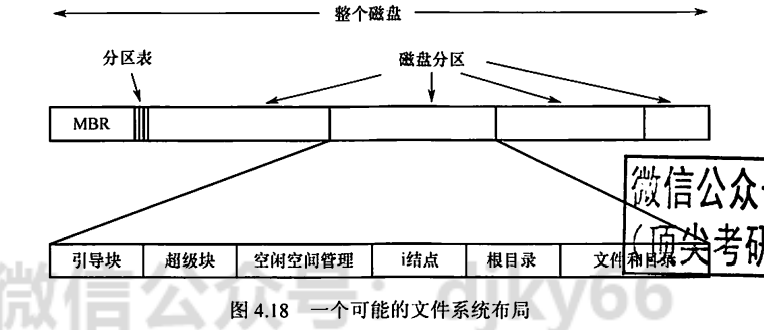 整个磁盘
分区表
磁盘分区
MBR
微信公众
(顶尖考研
引导块 超级块 空闲空间管理 i结点 根目录 文件和目录
微信公众号:djky66
图 4.18 一个可能的文件系统布局